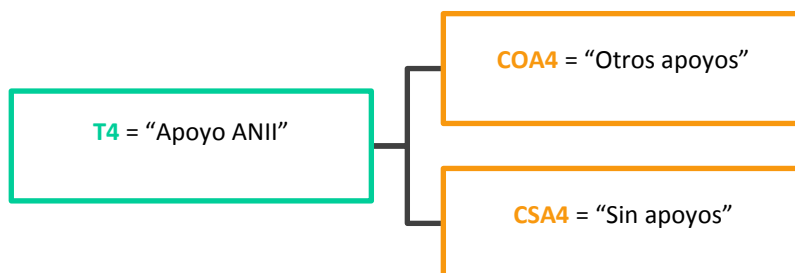 COA4 = “Otros apoyos”
T4 = “Apoyo ANII”
CSA4 = “Sin apoyos”